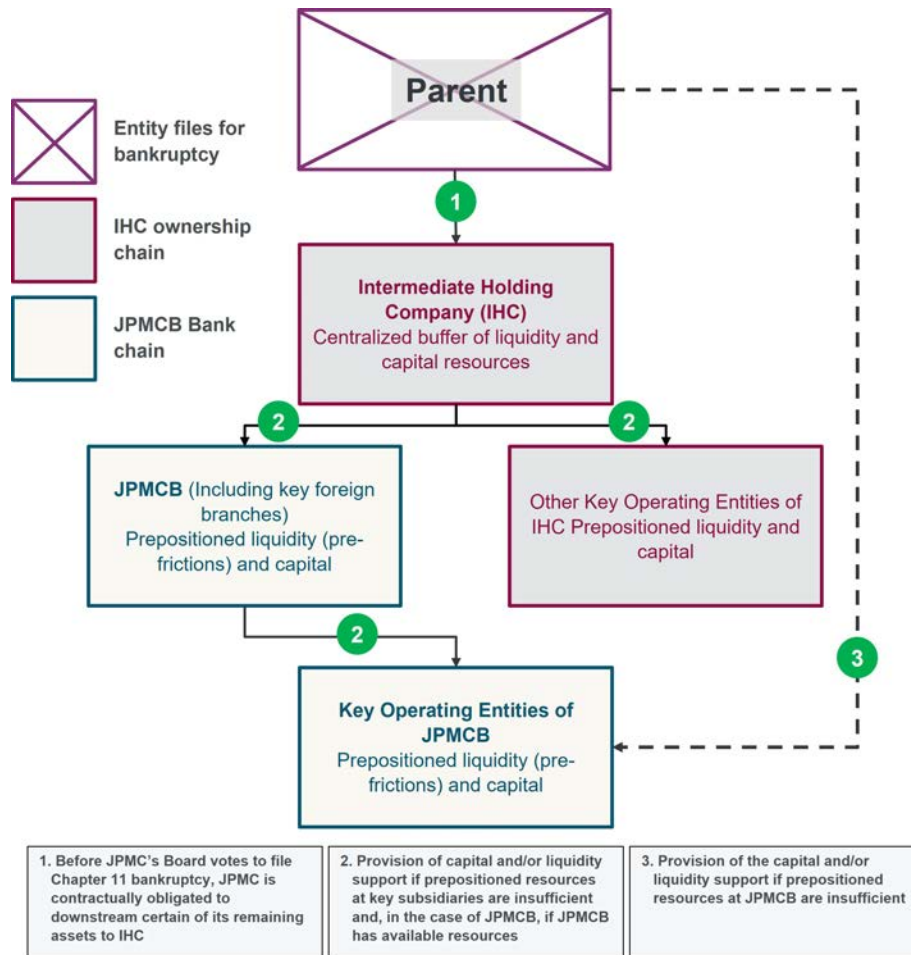 Parent
Entity files for
bankruptcy
IHC ownership
chain
JPMCB Bank
chain
1
Intermediate Holding
Company (IHC)
Centralized buffer of liquidity and
capital resources
2
2
JPMCB (Including key foreign
branches)
Prepositioned liquidity (pre-
frictions) and capital
Other Key Operating Entities of
IHC Prepositioned liquidity and
capital
2
3
Key Operating Entities of
JPMCB
Prepositioned liquidity (pre-
frictions) and capital
1. Before JPMC's Board votes to file
Chapter 11 bankruptcy, JPMC is
contractually obligated to
downstream certain of its remaining
assets to IHC
2. Provision of capital and/or liquidity
support if prepositioned resources
at key subsidiaries are insufficient
and, in the case of JPMCB, if JPMCB
has available resources
3. Provision of the capital and/or
liquidity support if prepositioned
resources at JPMCB are insufficient